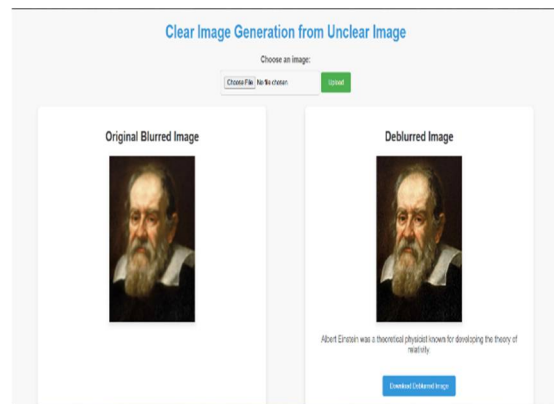 Clear Image Generation from Unclear Image
Choose an image:
Choose File No file chosen Upload
Original Blurred Image
Deblurred Image
Albert Einstein was a theoretical physicist known for developing the theory of
relativity.
Download Deblurred Image